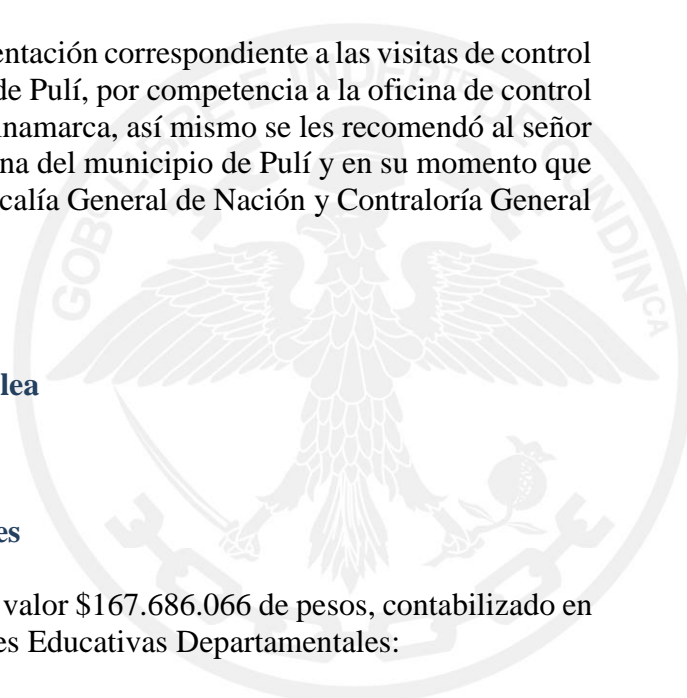 entación correspondiente a las visitas de control
de Pulí, por competencia a la oficina de control
inamarca, así mismo se les recomendó al señor
na del municipio de Pulí y en su momento que
calía General de Nación y Contraloría General
lea
es
valor $167.686.066 de pesos, contabilizado en
es Educativas Departamentales: